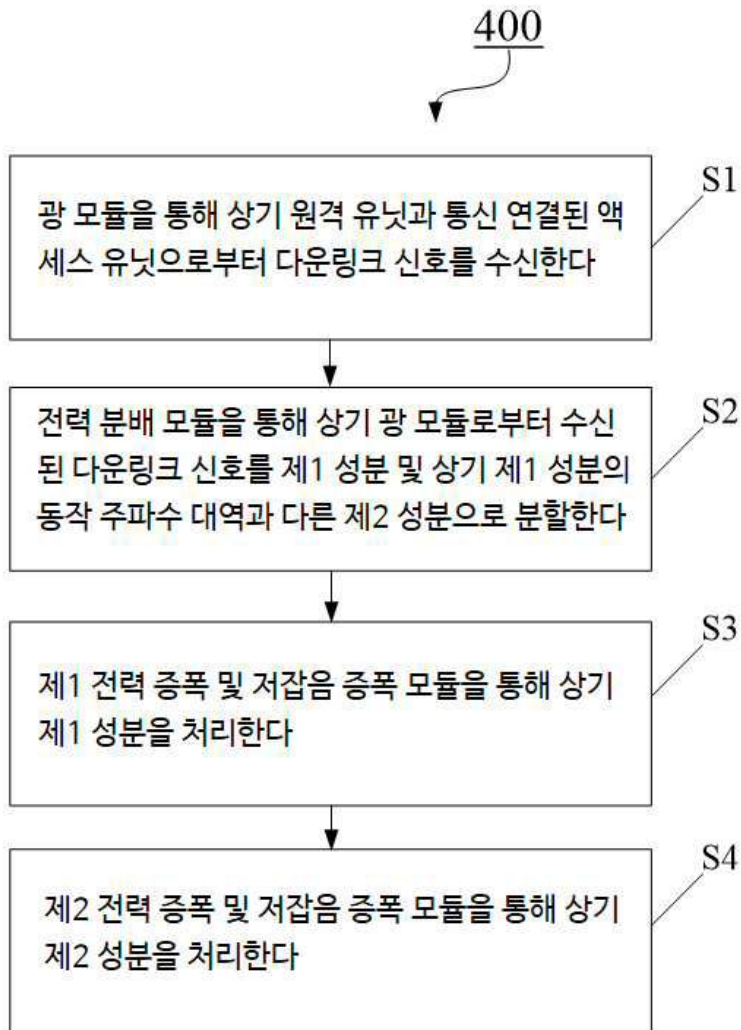 400
광 모듈을 통해 상기 원격 유닛과 통신 연결된 액
세스 유닛으로부터 다운링크 신호를 수신한다
S1
전력 분배 모듈을 통해 상기 광 모듈로부터 수신
된 다운링크 신호를 제1 성분 및 상기 제1 성분의
동작 주파수 대역과 다른 제2 성분으로 분할한다
S2
제1 전력 증폭 및 저잡음 증폭 모듈을 통해 상기
제1 성분을 처리한다
S3
제2 전력 증폭 및 저잡음 증폭 모듈을 통해 상기
제2 성분을 처리한다
S4